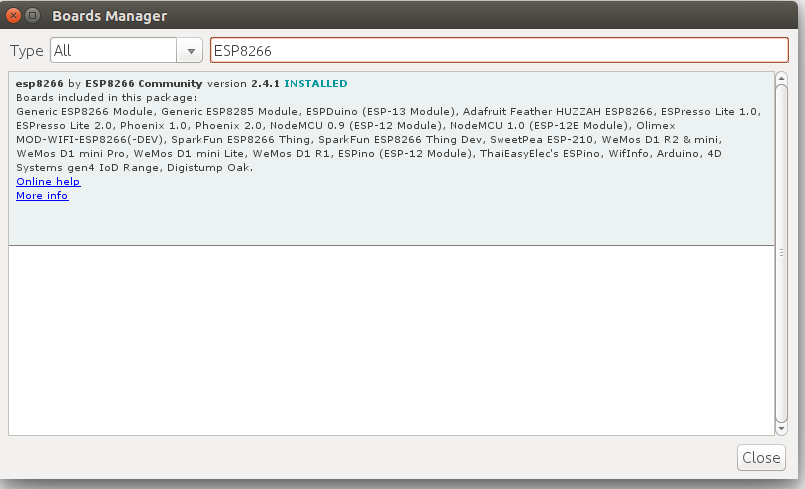 Boards Manager
Type All ESP8266
esp8266 by ESP8266 Community version 2.4.1 INSTALLED
Boards included in this package:
Generic ESP8266 Module, Generic ESP8285 Module, ESPDuino (ESP-13 Module), Adafruit Feather HUZZAH ESP8266, ESPresso Lite 1.0,
ESPresso Lite 2.0, Phoenix 1.0, Phoenix 2.0, NodeMCU 0.9 (ESP-12 Module), NodeMCU 1.0 (ESP-12E Module), Olimex
MOD-WIFI-ESP8266(-DEV), SparkFun ESP8266 Thing, SparkFun ESP8266 Thing Dev, SweetPea ESP-210, WeMos D1 R2 & mini,
WeMos D1 mini Pro, WeMos D1 mini Lite, WeMos D1 R1, ESPino (ESP-12 Module), ThaiEasyElec's ESPino, WifInfo, Arduino, 4D
Systems gen4 IoD Range, Digistump Oak.
Online help
More info
Close